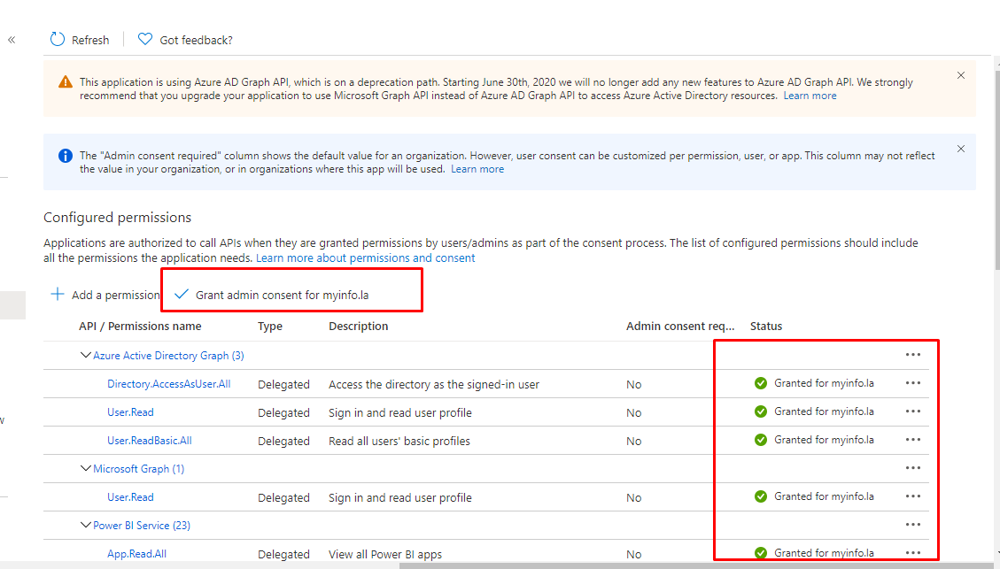 «
Refresh
Got feedback?
This application is using Azure AD Graph API, which is on a deprecation path. Starting June 30th, 2020 we will no longer add any new features to Azure AD Graph API. We strongly
recommend that you upgrade your application to use Microsoft Graph API instead of Azure AD Graph API to access Azure Active Directory resources. Learn more
The "Admin consent required" column shows the default value for an organization. However, user consent can be customized per permission, user, or app. This column may not reflect
the value in your organization, or in organizations where this app will be used. Learn more
Configured permissions
Applications are authorized to call APIs when they are granted permissions by users/admins as part of the consent process. The list of configured permissions should include
all the permissions the application needs. Learn more about permissions and consent
Add a permission Grant admin consent for myinfo.la
API / Permissions name Type Description Admin consent req... Status
Azure Active Directory Graph (3)
Directory.AccessAsUser.All Delegated Access the directory as the signed-in user No Granted for myinfo.la
User.Read Delegated Sign in and read user profile No Granted for myinfo.la
User.ReadBasic.All Delegated Read all users' basic profiles No Granted for myinfo.la
Microsoft Graph (1)
User.Read Delegated Sign in and read user profile No Granted for myinfo.la
Power BI Service (23)
App.Read.All Delegated View all Power BI apps No Granted for myinfo.la